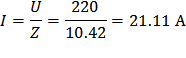 I = U/Z = 220/10.42 = 21.11 A